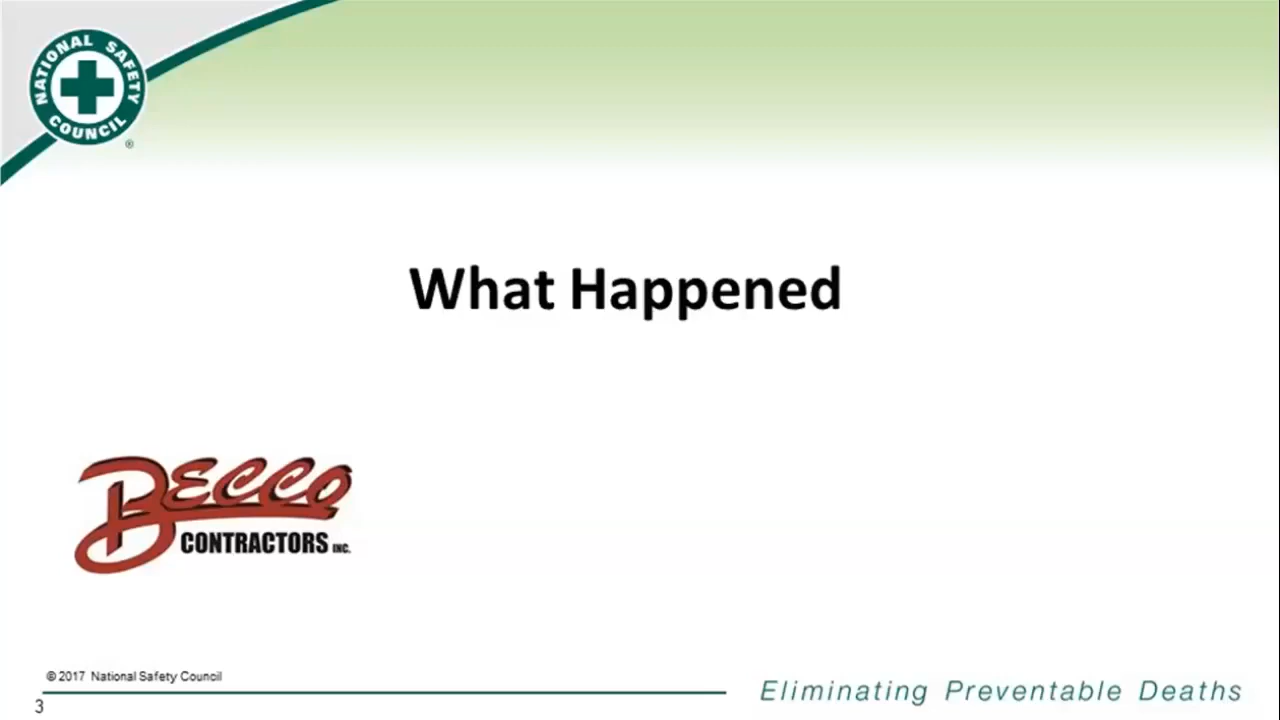 NATIONAL SAFETY
COUNCIL
®
What Happened
BECCO
CONTRACTORS INC.
© 2017 National Safety Council
3
Eliminating Preventable Deaths